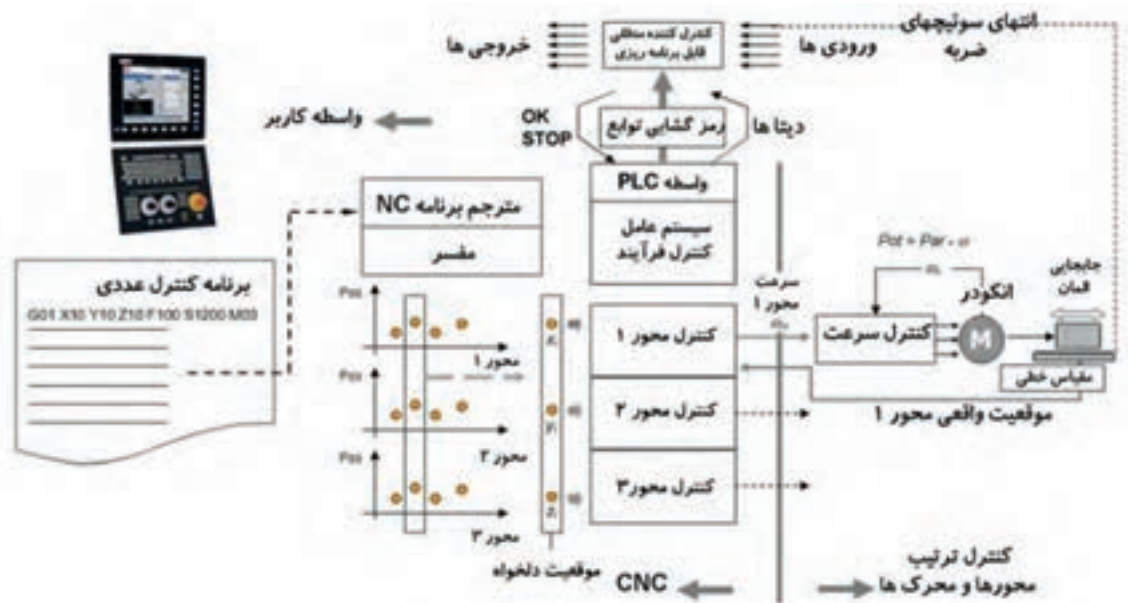 انتهای سوئیچهای
ضربه
ورودی ها
کنترل کننده منطقی
قابل برنامه ریزی
خروجی ها
واسطه کاربر
OK
STOP
رمز گشایی توابع
دیتا ها
واسطه PLC
سیستم عامل
کنترل فرآیند
مترجم برنامه NC
مفسر
برنامه کنترل عددی
G01 X10 Y10 Z10 F100 S1200 M03
Pos
محور ۱
Pos
محور ۲
Pos
محور ۳
موقعیت دلخواه
کنترل محور ۱
کنترل محور ۲
کنترل محور۳
سرعت
محور ۱
کنترل سرعت
M
انکودر
جابجایی
المان
مقیاس خطی
موقعیت واقعی محور ۱
CNC
کنترل ترتیب
محورها و محرک ها